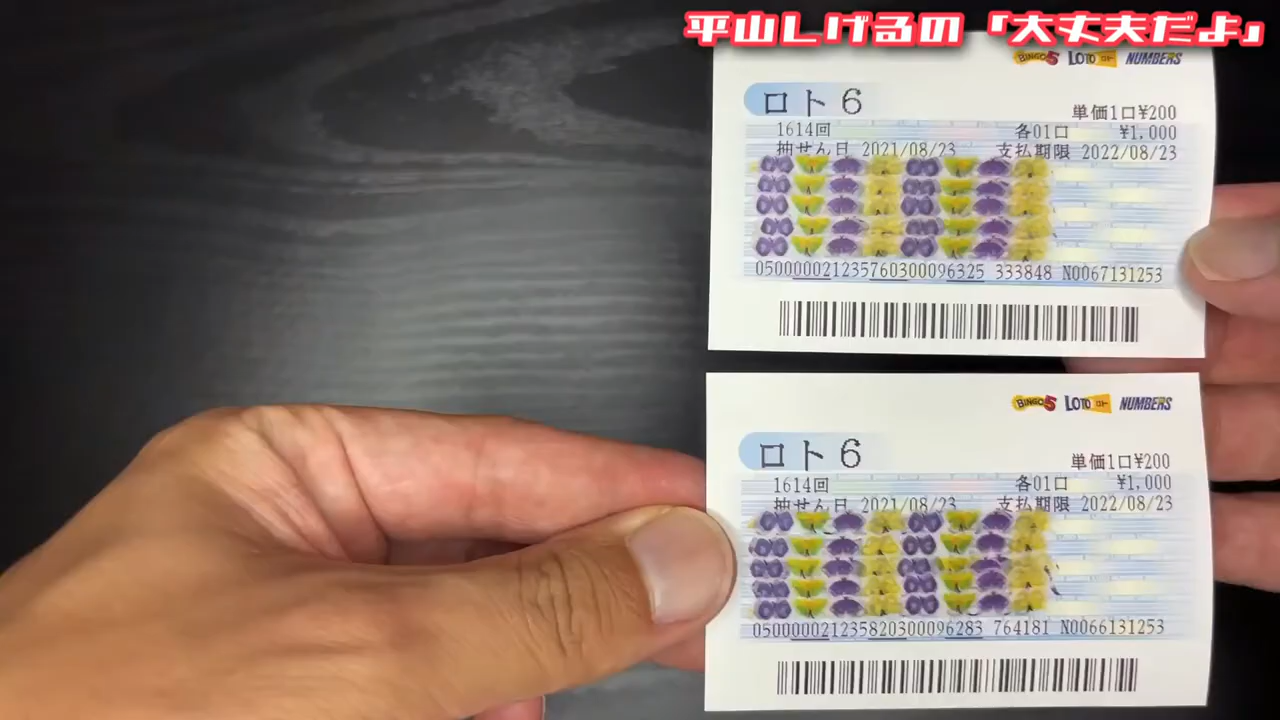 平山しげるの「大丈夫だよ」
BINGO5 LOTO ロト NUMBERS
ロト6
単価1口¥200
1614回 各01口 ¥1,000
抽せん日 2021/08/23 支払期限 2022/08/23
050000021235760300096325 333848 N0067131253
BINGO5 LOTO ロト NUMBERS
ロト6
単価1口¥200
1614回 各01口 ¥1,000
抽せん日 2021/08/23 支払期限 2022/08/23
050000021235820300096283 764181 N0066131253